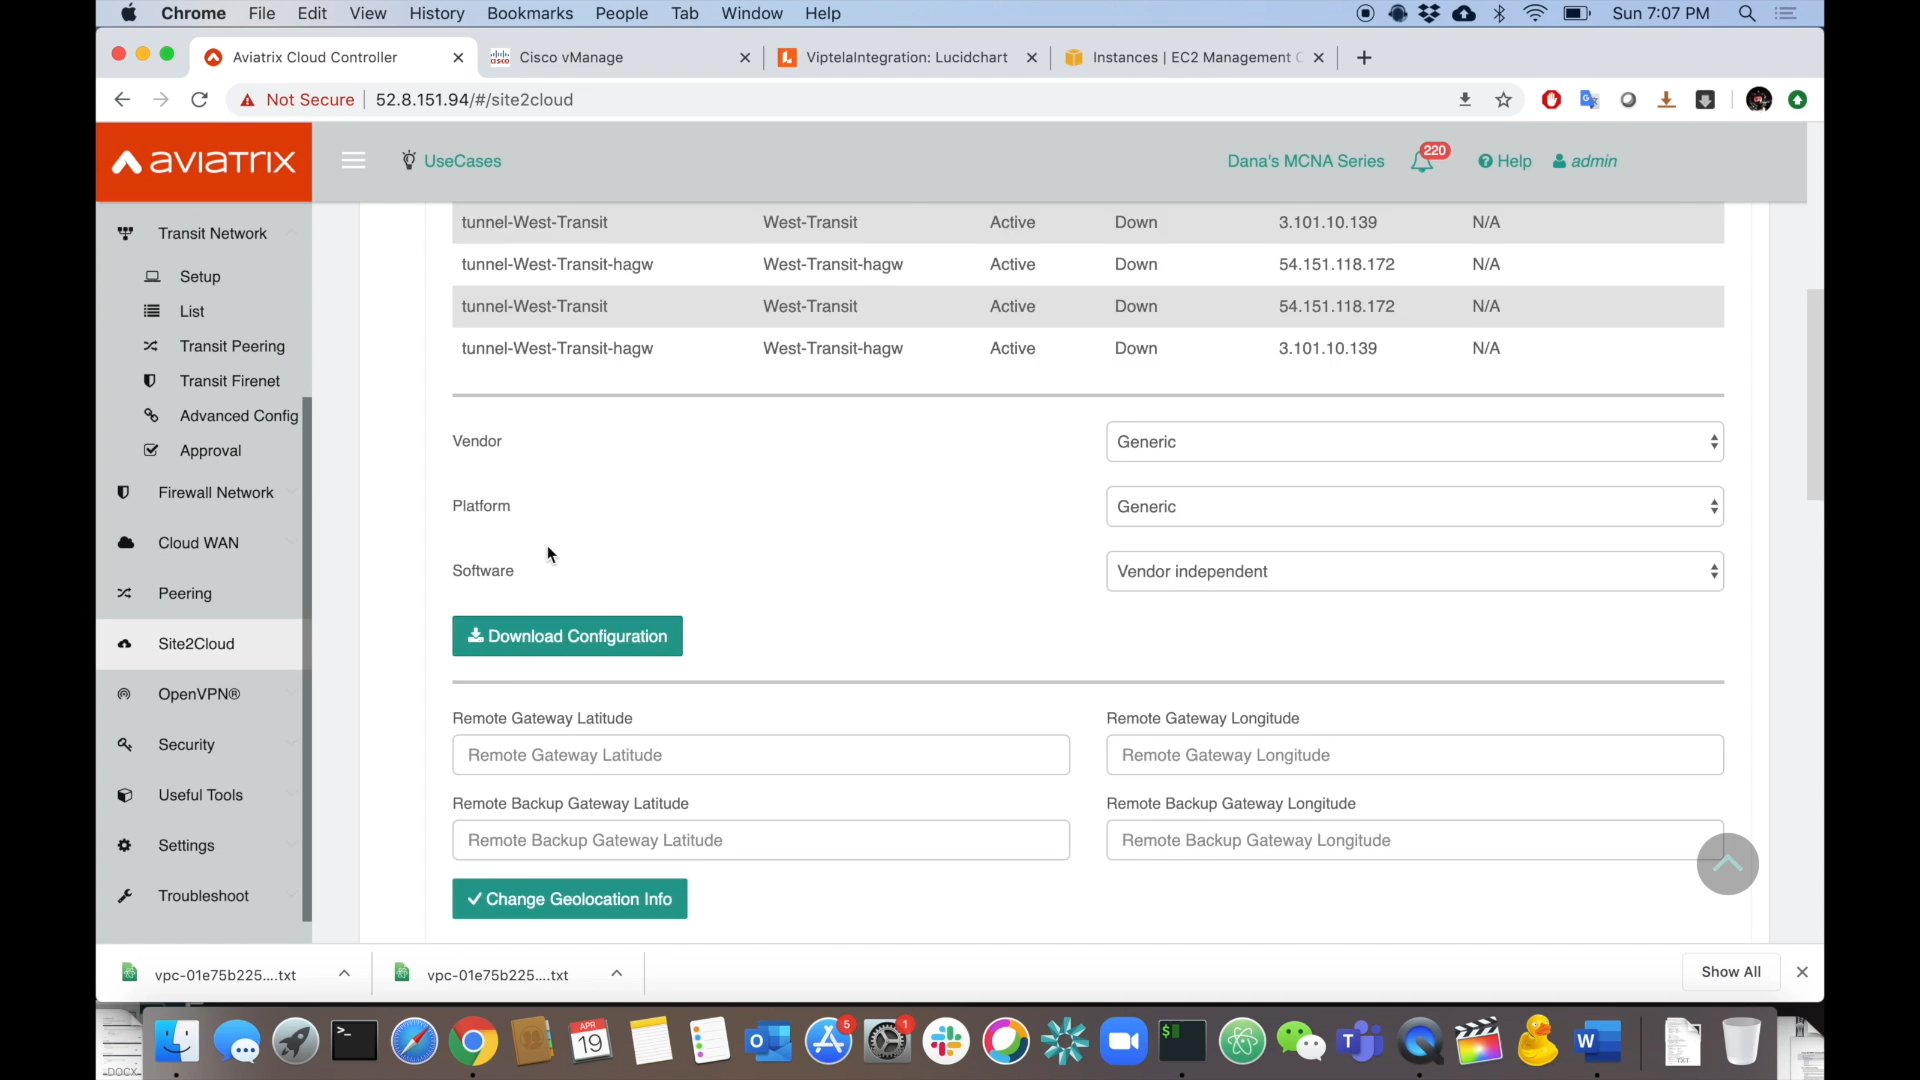 Chrome File Edit View History Bookmarks People Tab Window Help Sun 7:07 PM
Aviatrix Cloud Controller Cisco vManage ViptelaIntegration: Lucidchart Instances | EC2 Management C
Not Secure 52.8.151.94/#/site2cloud
aviatrix UseCases Dana's MCNA Series 220 Help admin
Transit Network
Setup
List
Transit Peering
Transit Firenet
Advanced Config
Approval
Firewall Network
Cloud WAN
Peering
Site2Cloud
OpenVPN®
Security
Useful Tools
Settings
Troubleshoot
tunnel-West-Transit West-Transit Active Down 3.101.10.139 N/A
tunnel-West-Transit-hagw West-Transit-hagw Active Down 54.151.118.172 N/A
tunnel-West-Transit West-Transit Active Down 54.151.118.172 N/A
tunnel-West-Transit-hagw West-Transit-hagw Active Down 3.101.10.139 N/A
Vendor Generic
Platform Generic
Software Vendor independent
Download Configuration
Remote Gateway Latitude Remote Gateway Longitude
Remote Gateway Latitude Remote Gateway Longitude
Remote Backup Gateway Latitude Remote Backup Gateway Longitude
Remote Backup Gateway Latitude Remote Backup Gateway Longitude
Change Geolocation Info
vpc-01e75b225....txt vpc-01e75b225....txt Show All
APR
19
5
1
DOCX
TXT